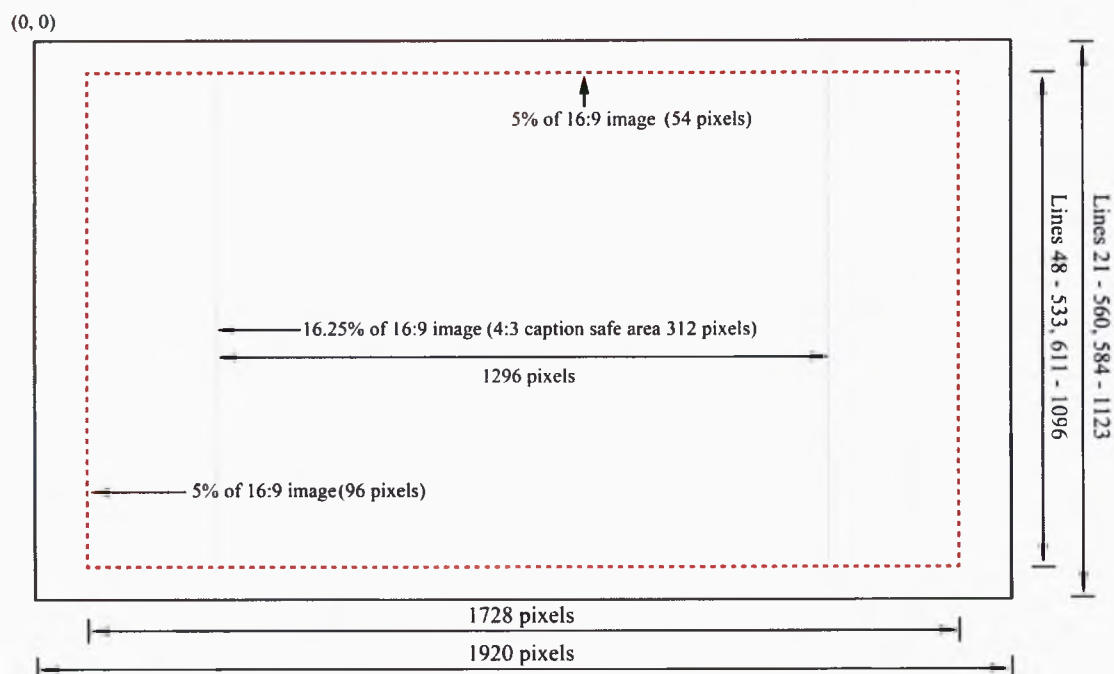 (0, 0)
5% of 16:9 image (54 pixels)
16.25% of 16:9 image (4:3 caption safe area 312 pixels)
1296 pixels
5% of 16:9 image(96 pixels)
1728 pixels
1920 pixels
Lines 48 - 533, 611 - 1096
Lines 21 - 560, 584 - 1123